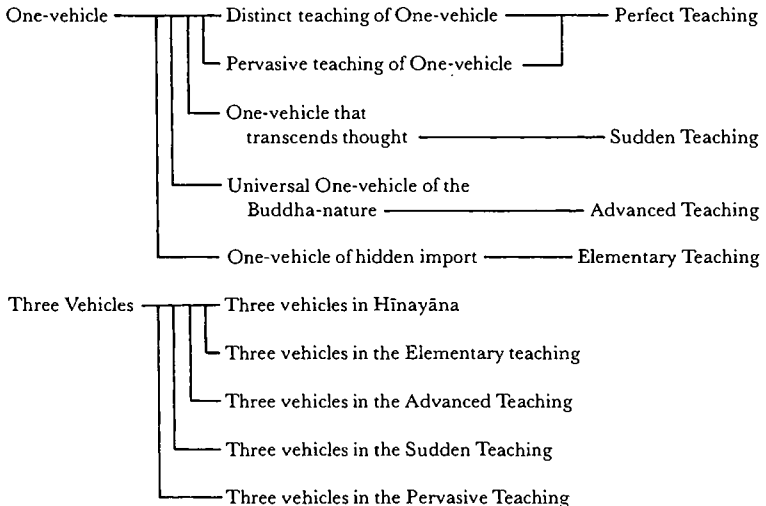 One-vehicle Distinct teaching of One-vehicle Perfect Teaching
Pervasive teaching of One-vehicle
One-vehicle that
transcends thought Sudden Teaching
Universal One-vehicle of the
Buddha-nature Advanced Teaching
One-vehicle of hidden import Elementary Teaching
Three Vehicles Three vehicles in Hīnayāna
Three vehicles in the Elementary teaching
Three vehicles in the Advanced Teaching
Three vehicles in the Sudden Teaching
Three vehicles in the Pervasive Teaching